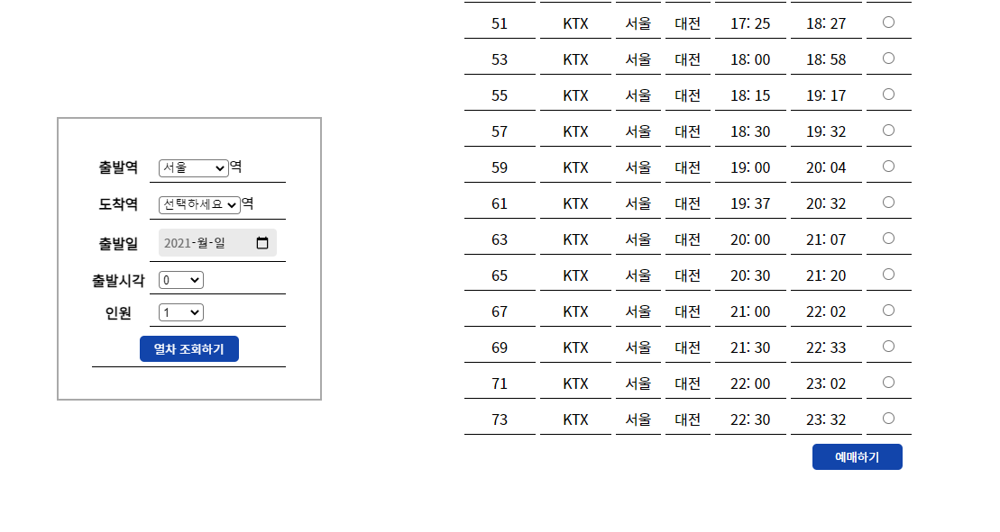 출발역 서울 역
도착역 선택하세요 역
출발일 2021-월-일
출발시각 0
인원 1
열차 조회하기
51 KTX 서울 대전 17: 25 18: 27
53 KTX 서울 대전 18: 00 18: 58
55 KTX 서울 대전 18: 15 19: 17
57 KTX 서울 대전 18: 30 19: 32
59 KTX 서울 대전 19: 00 20: 04
61 KTX 서울 대전 19: 37 20: 32
63 KTX 서울 대전 20: 00 21: 07
65 KTX 서울 대전 20: 30 21: 20
67 KTX 서울 대전 21: 00 22: 02
69 KTX 서울 대전 21: 30 22: 33
71 KTX 서울 대전 22: 00 23: 02
73 KTX 서울 대전 22: 30 23: 32
예매하기